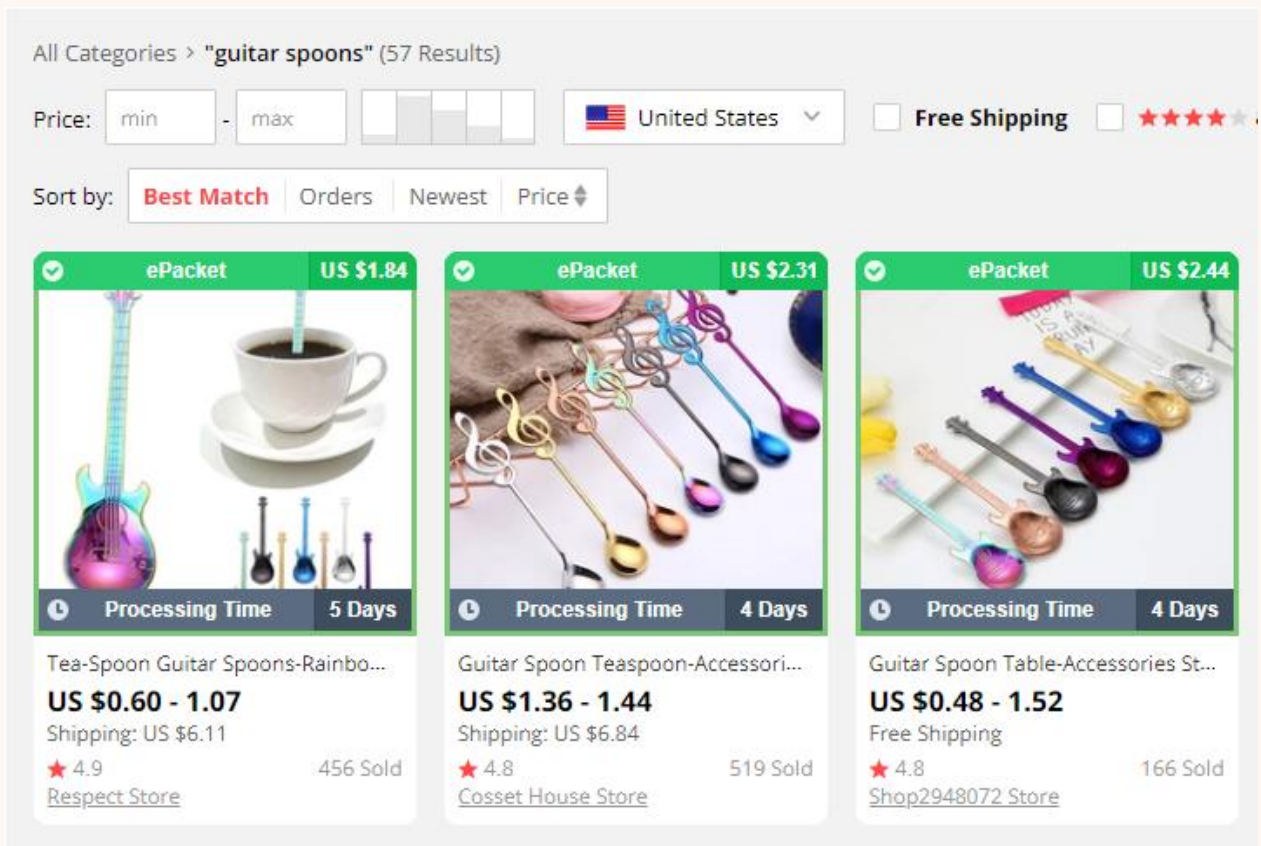 All Categories > "guitar spoons" (57 Results)
Price: min - max United States Free Shipping
Sort by: Best Match Orders Newest Price
ePacket US $1.84
Processing Time 5 Days
Tea-Spoon Guitar Spoons-Rainbo...
US $0.60 - 1.07
Shipping: US $6.11
4.9 456 Sold
Respect Store
ePacket US $2.31
Processing Time 4 Days
Guitar Spoon Teaspoon-Accessori...
US $1.36 - 1.44
Shipping: US $6.84
4.8 519 Sold
Cosset House Store
ePacket US $2.44
IS A
Processing Time 4 Days
Guitar Spoon Table-Accessories St...
US $0.48 - 1.52
Free Shipping
4.8 166 Sold
Shop2948072 Store